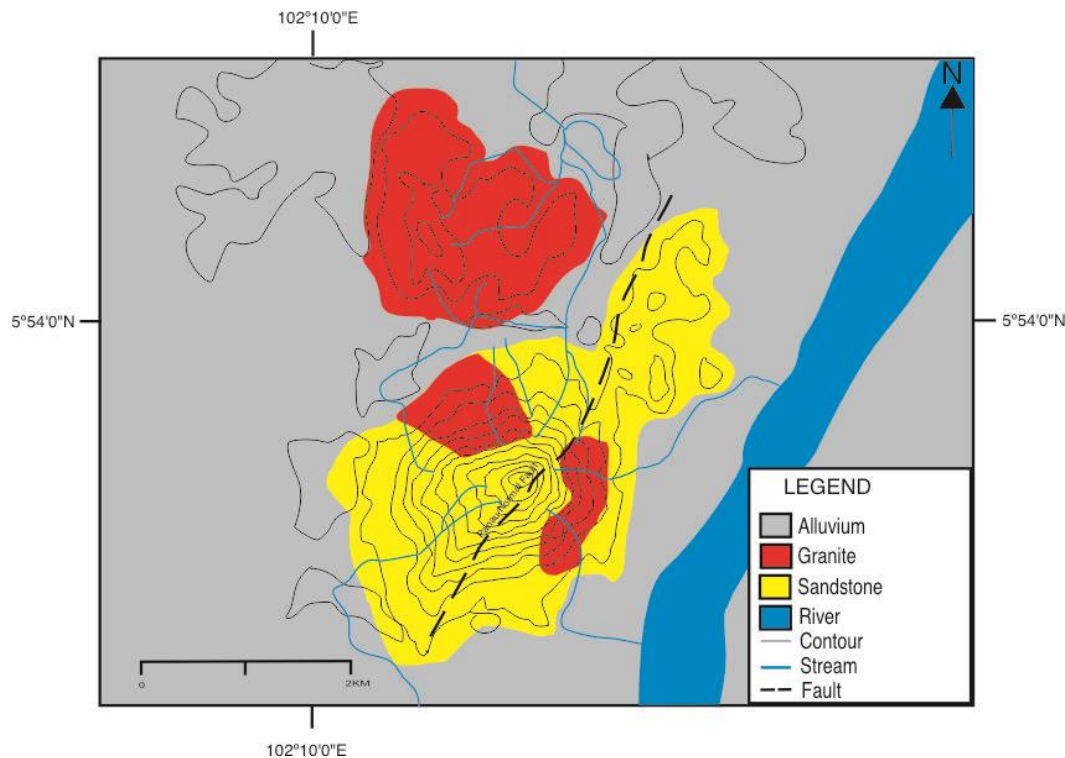 102°10'0"E
N
5°54'0"N
5°54'0"N
Fault
LEGEND
Alluvium
Granite
Sandstone
River
Contour
Stream
Fault
0
2KM
102°10'0"E